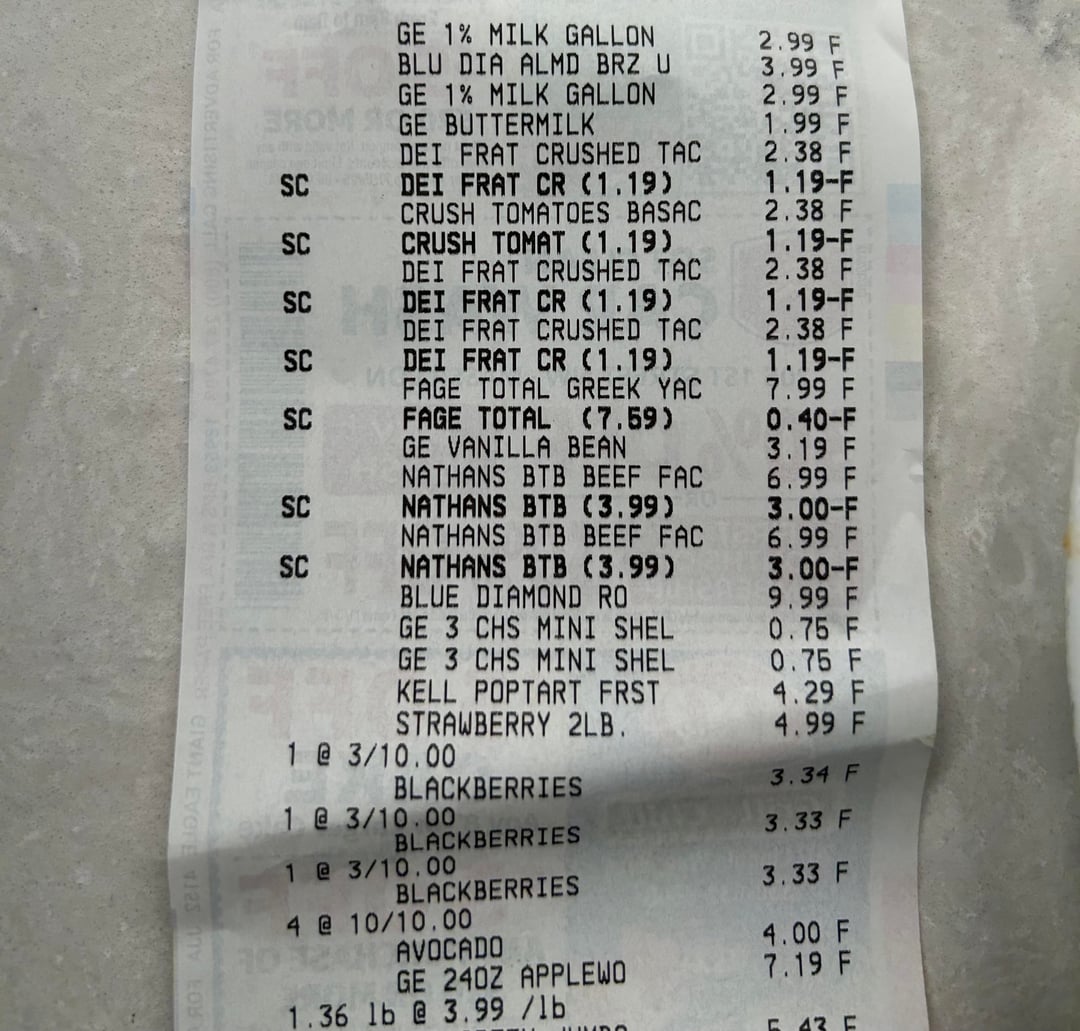 GE 1% MILK GALLON 2.99 F
BLU DIA ALMD BRZ U 3.99 F
GE 1% MILK GALLON 2.99 F
GE BUTTERMILK 1.99 F
DEI FRAT CRUSHED TAC 2.38 F
SC DEI FRAT CR (1.19) 1.19-F
CRUSH TOMATOES BASAC 2.38 F
SC CRUSH TOMAT (1.19) 1.19-F
DEI FRAT CRUSHED TAC 2.38 F
SC DEI FRAT CR (1.19) 1.19-F
DEI FRAT CRUSHED TAC 2.38 F
SC DEI FRAT CR (1.19) 1.19-F
FAGE TOTAL GREEK YAC 7.99 F
SC FAGE TOTAL (7.59) 0.40-F
GE VANILLA BEAN 3.19 F
NATHANS BTB BEEF FAC 6.99 F
SC NATHANS BTB (3.99) 3.00-F
NATHANS BTB BEEF FAC 6.99 F
SC NATHANS BTB (3.99) 3.00-F
BLUE DIAMOND RO 9.99 F
GE 3 CHS MINI SHEL 0.75 F
GE 3 CHS MINI SHEL 0.75 F
KELL POPTART FRST 4.29 F
STRAWBERRY 2LB. 4.99 F
1 @ 3/10.00
BLACKBERRIES 3.34 F
1 @ 3/10.00
BLACKBERRIES 3.33 F
1 @ 3/10.00
BLACKBERRIES 3.33 F
4 @ 10/10.00
AVOCADO 4.00 F
GE 24OZ APPLEWO 7.19 F
1.36 lb @ 3.99 /lb
5.43 F